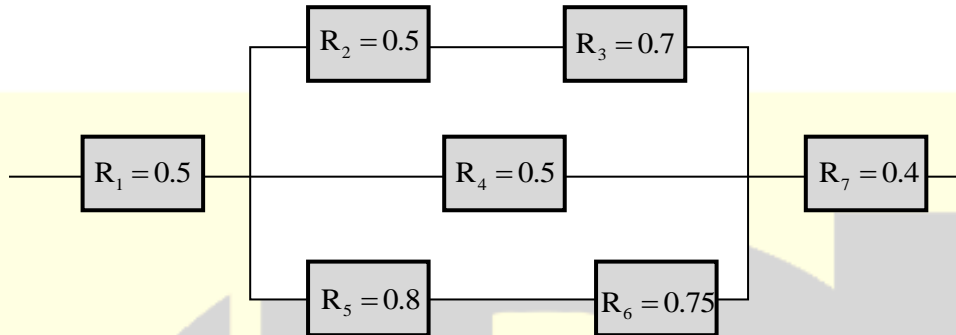 R₂ = 0.5
R₃ = 0.7
R₁ = 0.5
R₄ = 0.5
R₇ = 0.4
R₅ = 0.8
R₆ = 0.75